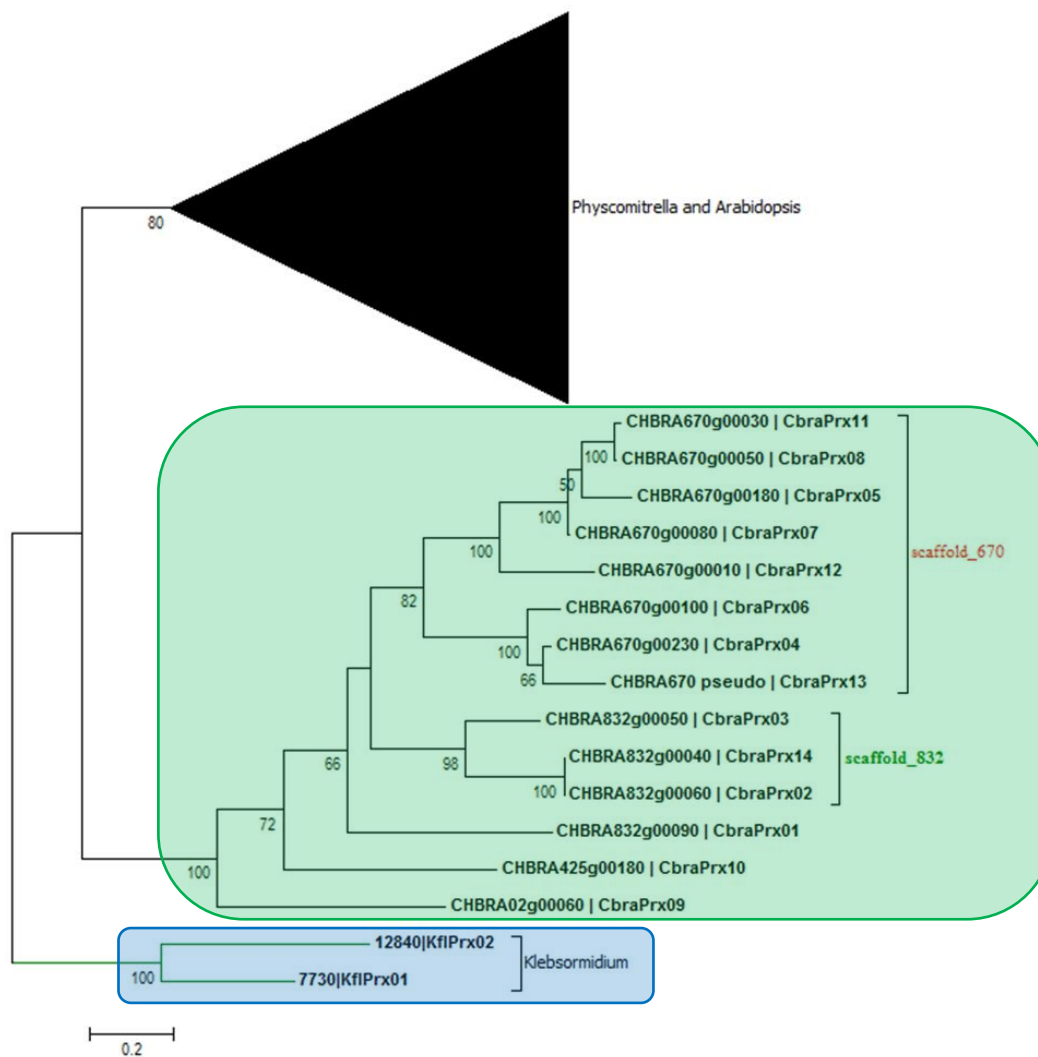 80
Physcomitrella and Arabidopsis
CHBRA670g00030 | CbraPrx11
100
CHBRA670g00050 | CbraPrx08
50
CHBRA670g00180 | CbraPrx05
100
CHBRA670g00080 | CbraPrx07
100
scaffold_670
CHBRA670g00010 | CbraPrx12
82
CHBRA670g00100 | CbraPrx06
100
CHBRA670g00230 | CbraPrx04
66
CHBRA670 pseudo | CbraPrx13
CHBRA832g00050 | CbraPrx03
66
98
CHBRA832g00040 | CbraPrx14
scaffold_832
100
CHBRA832g00060 | CbraPrx02
72
CHBRA832g00090 | CbraPrx01
100
CHBRA425g00180 | CbraPrx10
CHBRA02g00060 | CbraPrx09
12840|KflPrx02
100
Klebsormidium
7730|KflPrx01
0.2